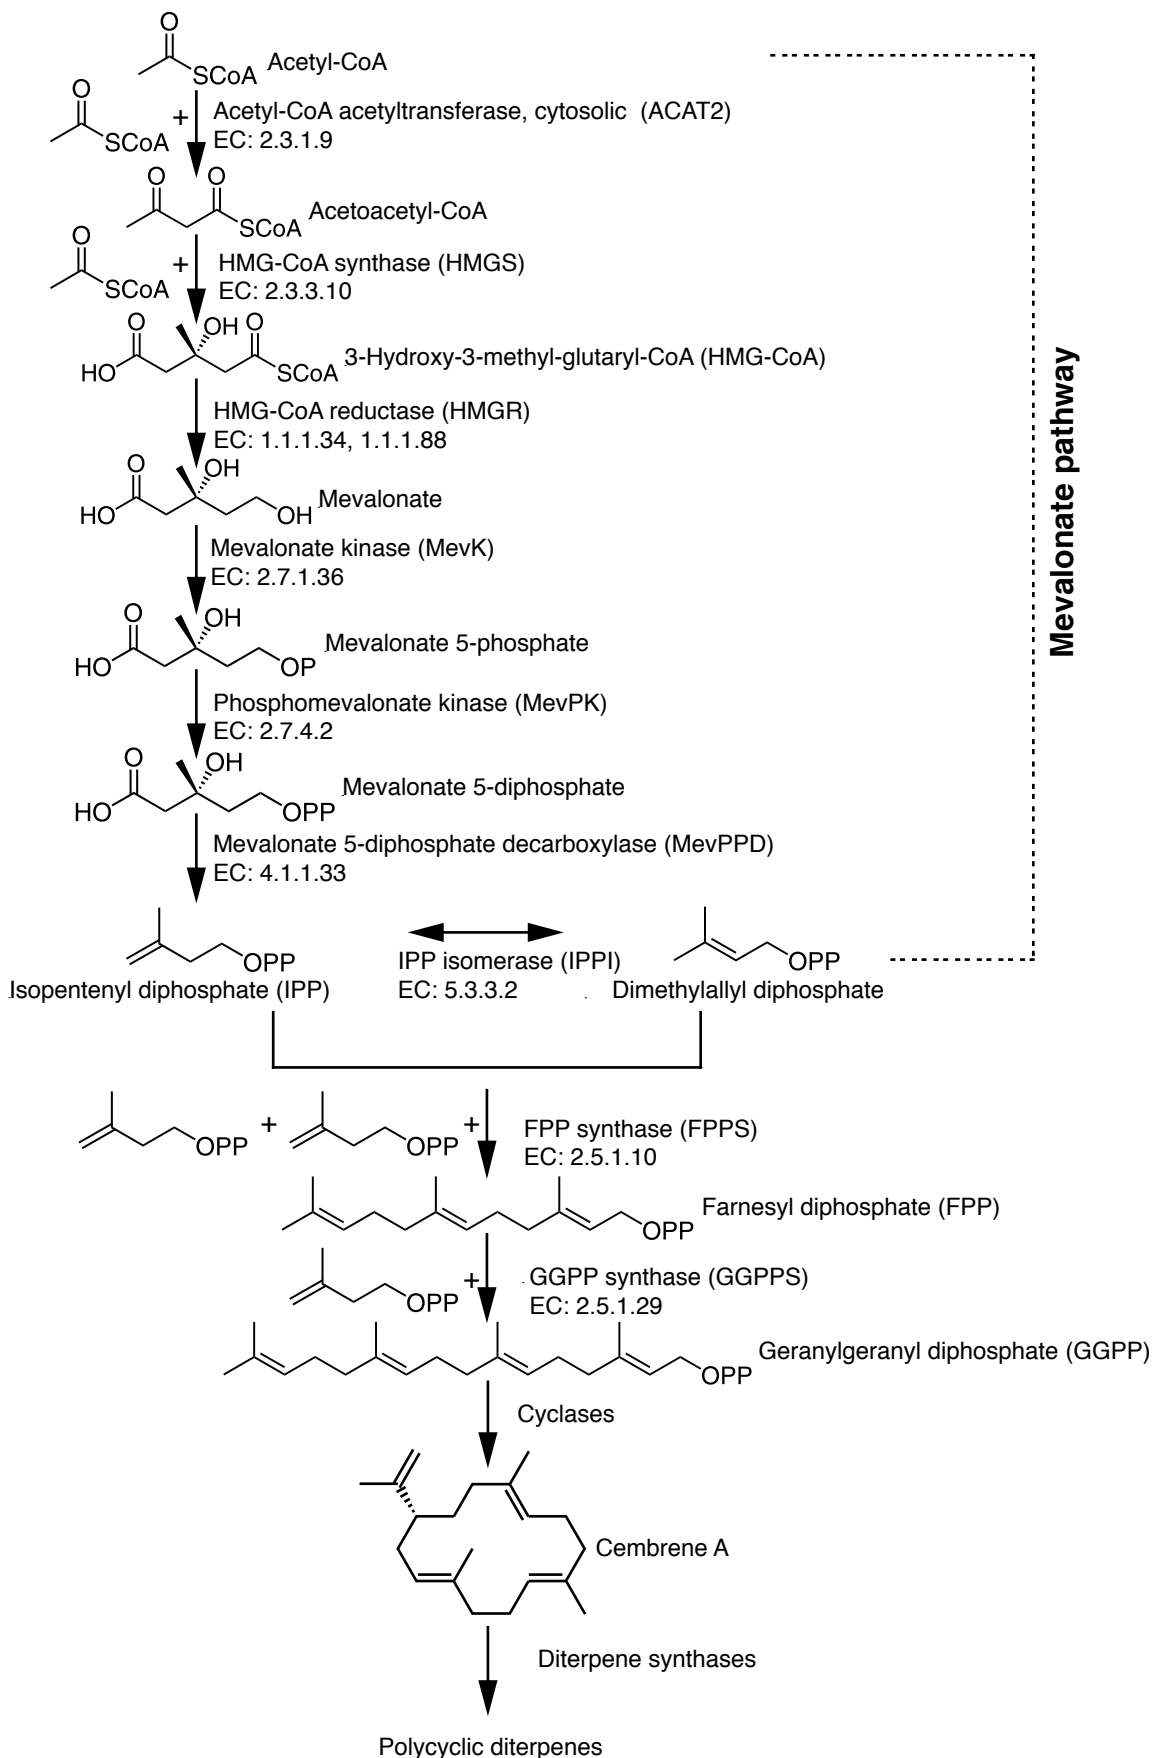 O
SCoA Acetyl-CoA
O
SCoA
+
Acetyl-CoA acetyltransferase, cytosolic (ACAT2)
EC: 2.3.1.9
O O
SCoA Acetoacetyl-CoA
O
SCoA
+
HMG-CoA synthase (HMGS)
EC: 2.3.3.10
O OH O
HO SCoA 3-Hydroxy-3-methyl-glutaryl-CoA (HMG-CoA)
HMG-CoA reductase (HMGR)
EC: 1.1.1.34, 1.1.1.88
O OH
HO OH Mevalonate
Mevalonate kinase (MevK)
EC: 2.7.1.36
O OH
HO OP Mevalonate 5-phosphate
Phosphomevalonate kinase (MevPK)
EC: 2.7.4.2
O OH
HO OPP Mevalonate 5-diphosphate
Mevalonate 5-diphosphate decarboxylase (MevPPD)
EC: 4.1.1.33
Mevalonate pathway
OPP
Isopentenyl diphosphate (IPP)
IPP isomerase (IPPI)
EC: 5.3.3.2
OPP
Dimethylallyl diphosphate
OPP + OPP +
FPP synthase (FPPS)
EC: 2.5.1.10
OPP Farnesyl diphosphate (FPP)
OPP +
GGPP synthase (GGPPS)
EC: 2.5.1.29
OPP Geranylgeranyl diphosphate (GGPP)
Cyclases
Cembrene A
Diterpene synthases
Polycyclic diterpenes